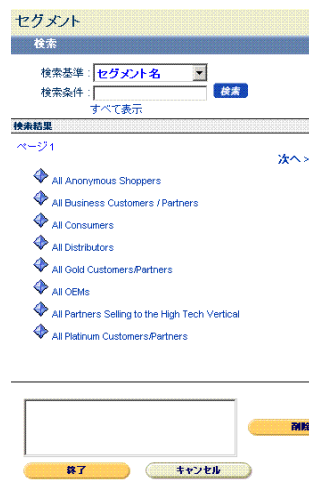 セグメント
検索
検索基準 : セグメント名
検索条件 : 検索
すべて表示
検索結果
ページ1
次へ >
All Anonymous Shoppers
All Business Customers / Partners
All Consumers
All Distributors
All Gold Customers/Partners
All OEMs
All Partners Selling to the High Tech Vertical
All Platinum Customers/Partners
削除
終了 キャンセル